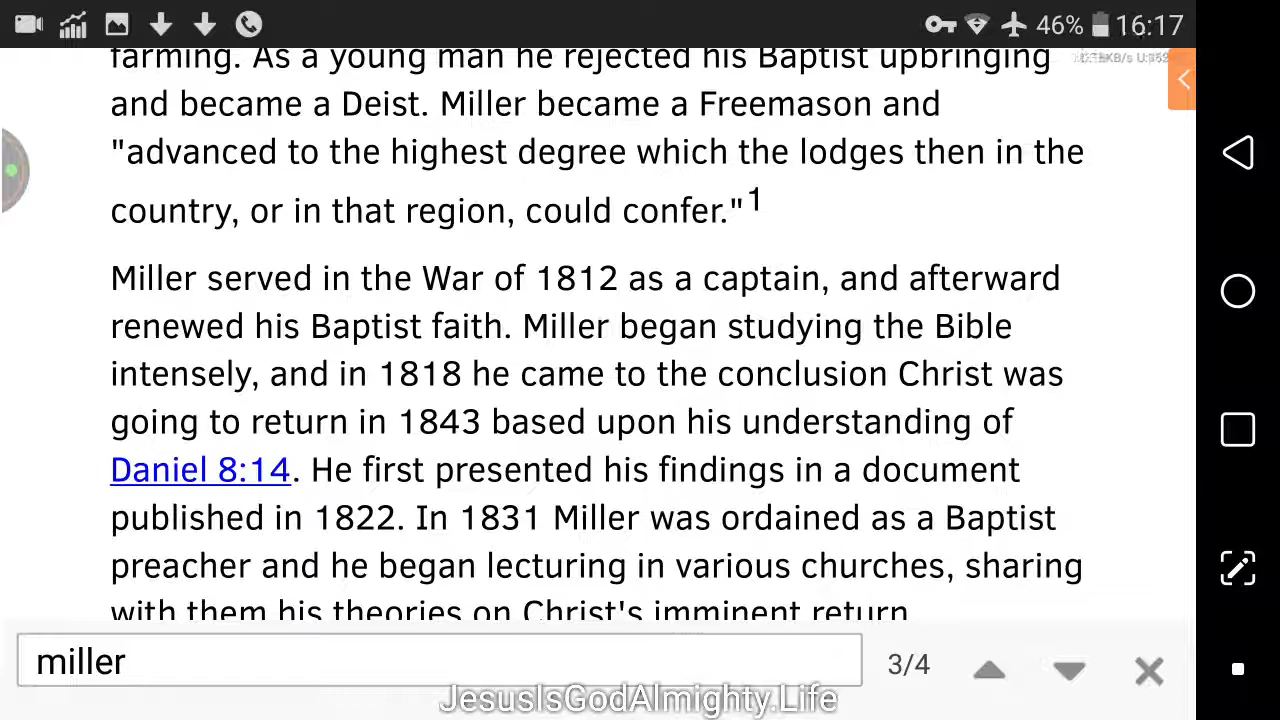 46% 16:17
farming. As a young man he rejected his Baptist upbringing
and became a Deist. Miller became a Freemason and
"advanced to the highest degree which the lodges then in the
country, or in that region, could confer."1
Miller served in the War of 1812 as a captain, and afterward
renewed his Baptist faith. Miller began studying the Bible
intensely, and in 1818 he came to the conclusion Christ was
going to return in 1843 based upon his understanding of
Daniel 8:14. He first presented his findings in a document
published in 1822. In 1831 Miller was ordained as a Baptist
preacher and he began lecturing in various churches, sharing
with them his theories on Christ's imminent return.
miller 3/4
JesusIsGodAlmighty.Life